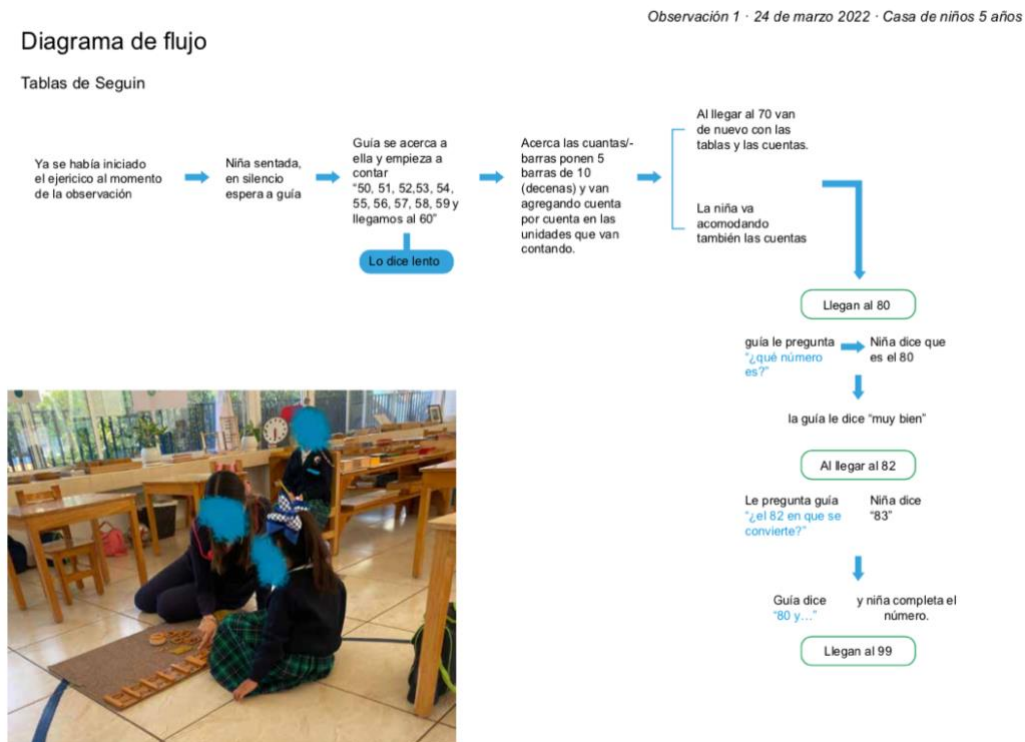 Observación 1 · 24 de marzo 2022 · Casa de niños 5 años
Diagrama de flujo
Tablas de Seguin
Ya se había iniciado
el ejericico al momento
de la observación
Niña sentada,
en silencio
espera a guía
Guía se acerca a
ella y empieza a
contar
“50, 51, 52,53, 54,
55, 56, 57, 58, 59 y
llegamos al 60”
Lo dice lento
Acerca las cuantas/-
barras ponen 5
barras de 10
(decenas) y van
agregando cuenta
por cuenta en las
unidades que van
contando.
Al llegar al 70 van
de nuevo con las
tablas y las cuentas.
La niña va
acomodando
también las cuentas
Llegan al 80
guía le pregunta
“¿qué número
es?”
Niña dice que
es el 80
la guía le dice “muy bien”
Al llegar al 82
Le pregunta guía
“¿el 82 en que se
convierte?”
Niña dice
“83”
Guía dice
“80 y…”
y niña completa el
número.
Llegan al 99